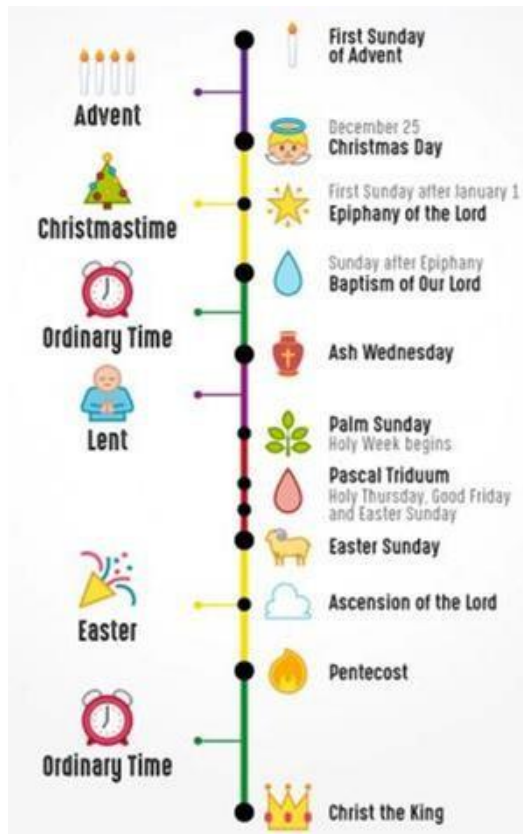 First Sunday
of Advent
Advent
December 25
Christmas Day
First Sunday after January 1
Epiphany of the Lord
Christmastime
Sunday after Epiphany
Baptism of Our Lord
Ordinary Time
Ash Wednesday
Lent
Palm Sunday
Holy Week begins
Pascal Triduum
Holy Thursday, Good Friday
and Easter Sunday
Easter Sunday
Ascension of the Lord
Easter
Pentecost
Ordinary Time
Christ the King